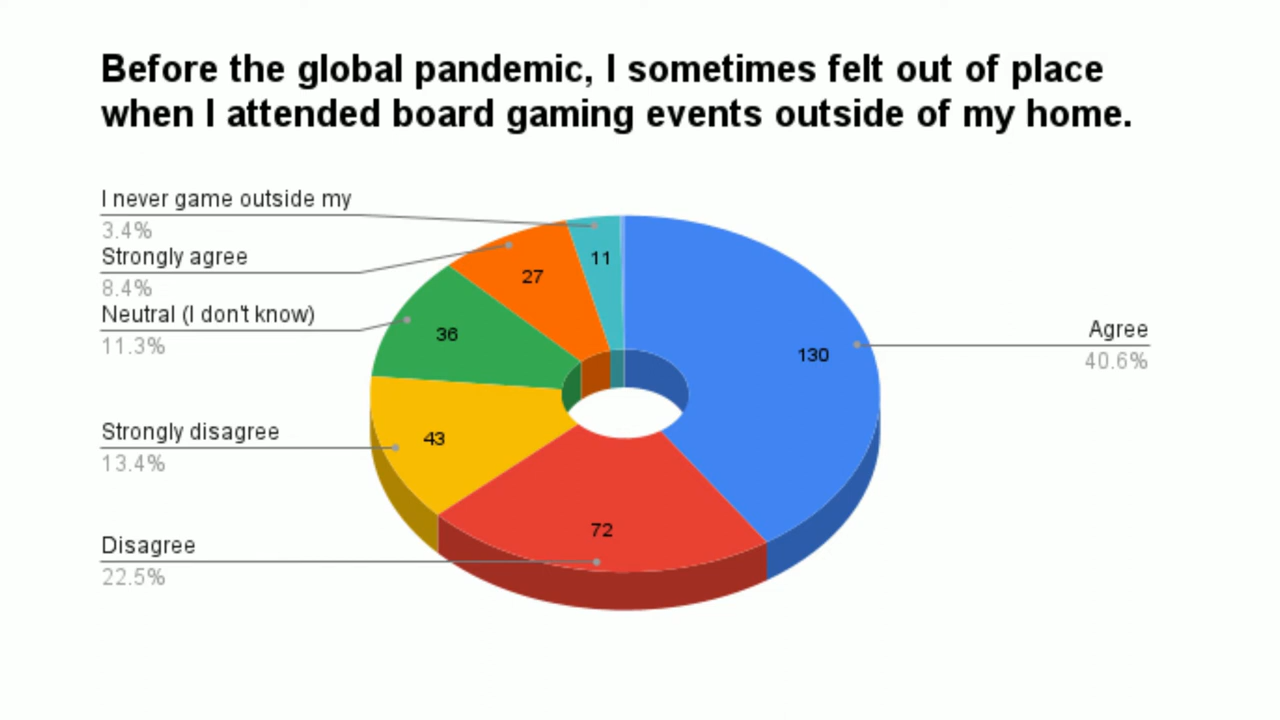 Before the global pandemic, I sometimes felt out of place
when I attended board gaming events outside of my home.
I never game outside my
3.4%
Strongly agree
8.4%
Neutral (I don't know)
11.3%
Strongly disagree
13.4%
Disagree
22.5%
11
27
36
43
72
130
Agree
40.6%